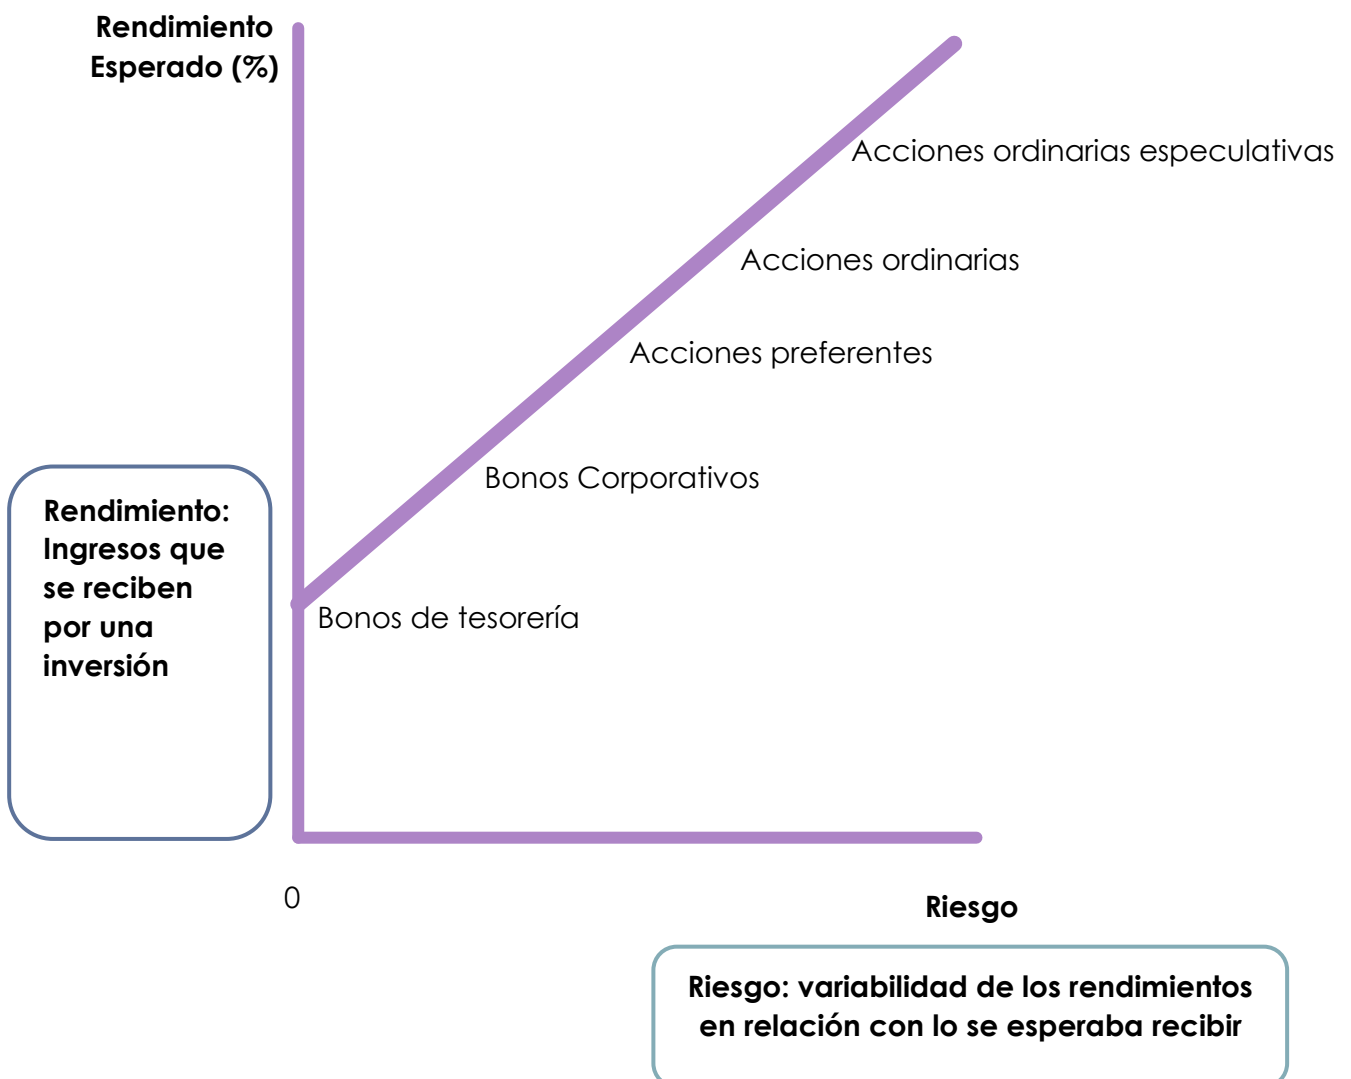 Rendimiento
Esperado (%)
Acciones ordinarias especulativas
Acciones ordinarias
Acciones preferentes
Bonos Corporativos
Rendimiento:
Ingresos que
se reciben
por una
inversión
Bonos de tesorería
0
Riesgo
Riesgo: variabilidad de los rendimientos
en relación con lo se esperaba recibir